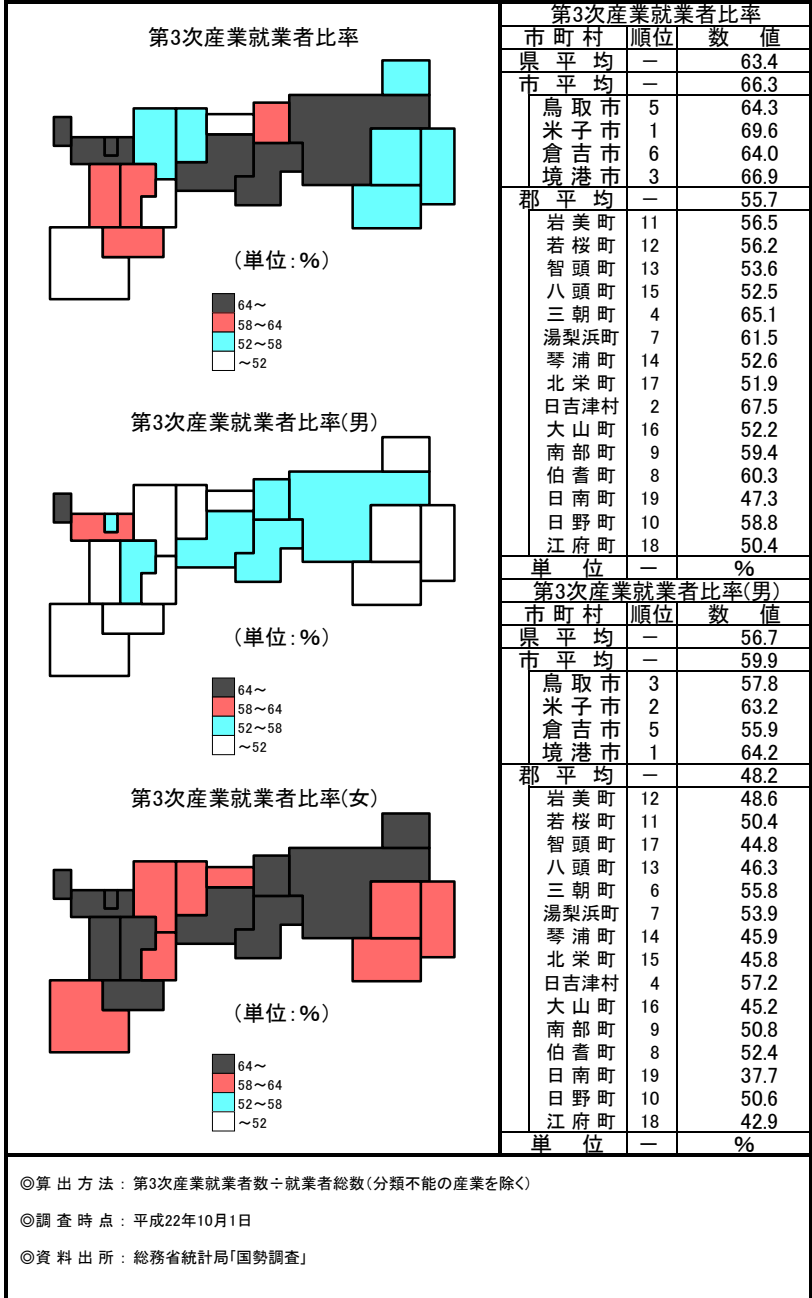 第3次産業就業者比率
(単位:%)
64～
58～64
52～58
～52
第3次産業就業者比率(男)
(単位:%)
64～
58～64
52～58
～52
第3次産業就業者比率(女)
(単位:%)
64～
58～64
52～58
～52
第3次産業就業者比率
市町村 順位 数値
県平均 － 63.4
市平均 － 66.3
鳥取市 5 64.3
米子市 1 69.6
倉吉市 6 64.0
境港市 3 66.9
郡平均 － 55.7
岩美町 11 56.5
若桜町 12 56.2
智頭町 13 53.6
八頭町 15 52.5
三朝町 4 65.1
湯梨浜町 7 61.5
琴浦町 14 52.6
北栄町 17 51.9
日吉津村 2 67.5
大山町 16 52.2
南部町 9 59.4
伯耆町 8 60.3
日南町 19 47.3
日野町 10 58.8
江府町 18 50.4
単位 － %
第3次産業就業者比率(男)
市町村 順位 数値
県平均 － 56.7
市平均 － 59.9
鳥取市 3 57.8
米子市 2 63.2
倉吉市 5 55.9
境港市 1 64.2
郡平均 － 48.2
岩美町 12 48.6
若桜町 11 50.4
智頭町 17 44.8
八頭町 13 46.3
三朝町 6 55.8
湯梨浜町 7 53.9
琴浦町 14 45.9
北栄町 15 45.8
日吉津村 4 57.2
大山町 16 45.2
南部町 9 50.8
伯耆町 8 52.4
日南町 19 37.7
日野町 10 50.6
江府町 18 42.9
単位 － %
◎算出方法：第3次産業就業者数÷就業者総数(分類不能の産業を除く)
◎調査時点：平成22年10月1日
◎資料出所：総務省統計局「国勢調査」